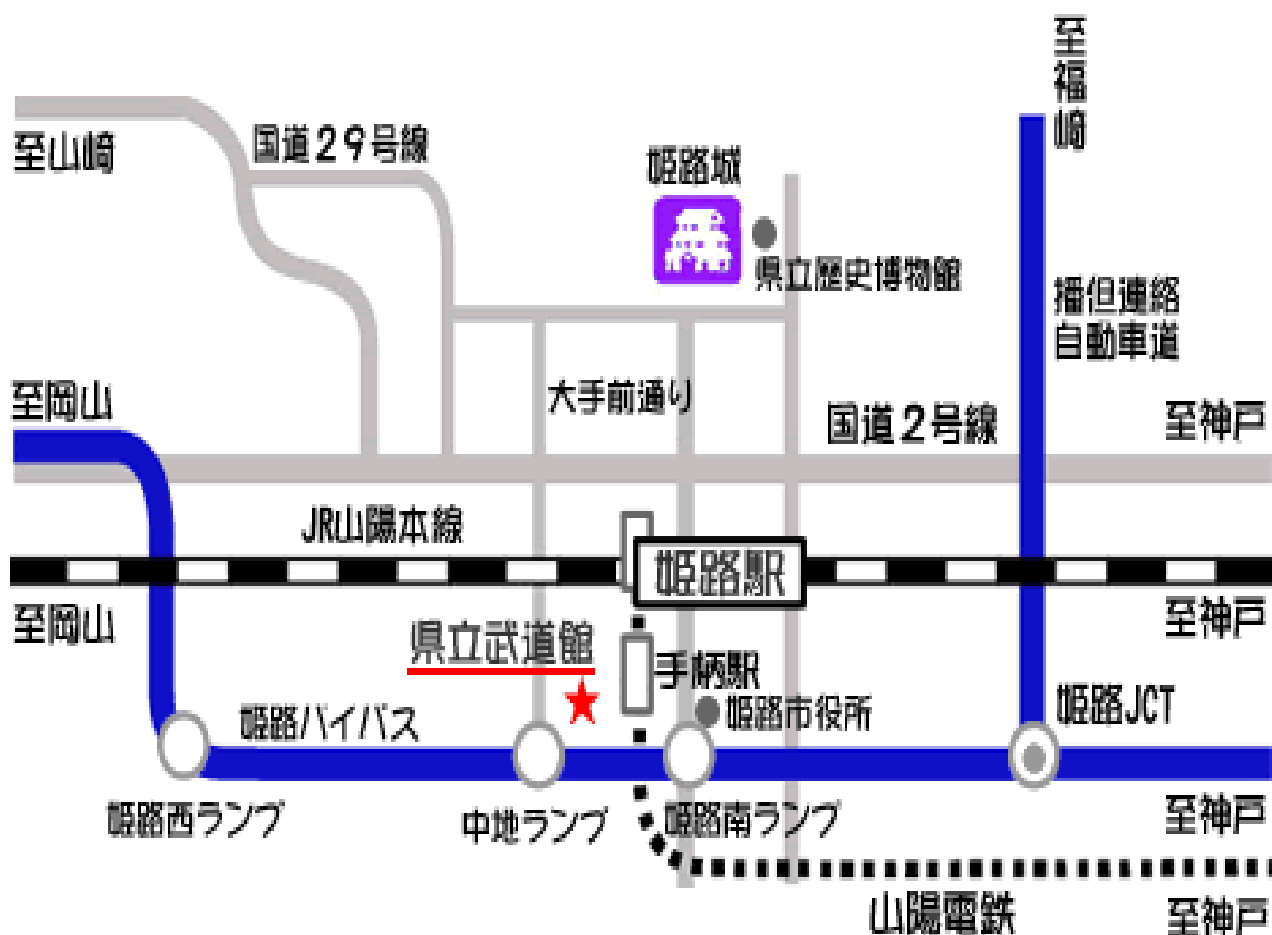 至福崎
至山崎
国道29号線
姫路城
県立歴史博物館
播但連絡
自動車道
至岡山
大手前通り
国道2号線
至神戸
JR山陽本線
姫路駅
至岡山
至神戸
県立武道館
手柄駅
姫路市役所
姫路JCT
姫路バイパス
姫路西ランプ
中地ランプ
姫路南ランプ
至神戸
山陽電鉄
至神戸